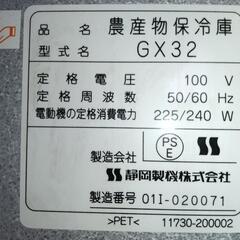 品名 農産物保冷庫
型式名 GX32
定格電圧 100 V
定格周波数 50/60 Hz
電動機の定格消費電力 225/240 W
製造会社 PSE
静岡製機株式会社
製造番号 01I-020071
>PET< 11730-200002